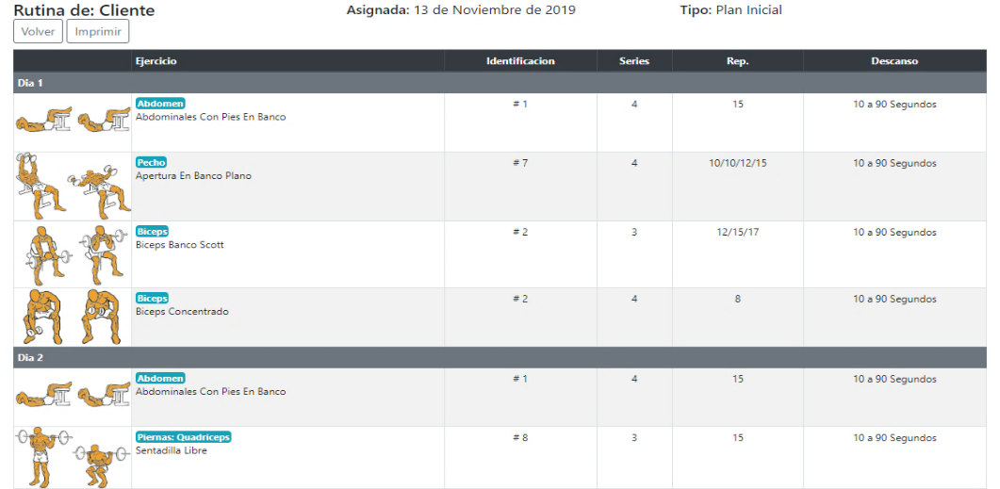 Rutina de: Cliente Asignada: 13 de Noviembre de 2019 Tipo: Plan Inicial
Volver Imprimir
Ejercicio Identificacion Series Rep. Descanso
Dia 1
Abdomen # 1 4 15 10 a 90 Segundos
Abdominales Con Pies En Banco
Pecho # 7 4 10/10/12/15 10 a 90 Segundos
Apertura En Banco Plano
Biceps # 2 3 12/15/17 10 a 90 Segundos
Biceps Banco Scott
Biceps # 2 4 8 10 a 90 Segundos
Biceps Concentrado
Dia 2
Abdomen # 1 4 15 10 a 90 Segundos
Abdominales Con Pies En Banco
Piernas: Quadriceps # 8 3 15 10 a 90 Segundos
Sentadilla Libre